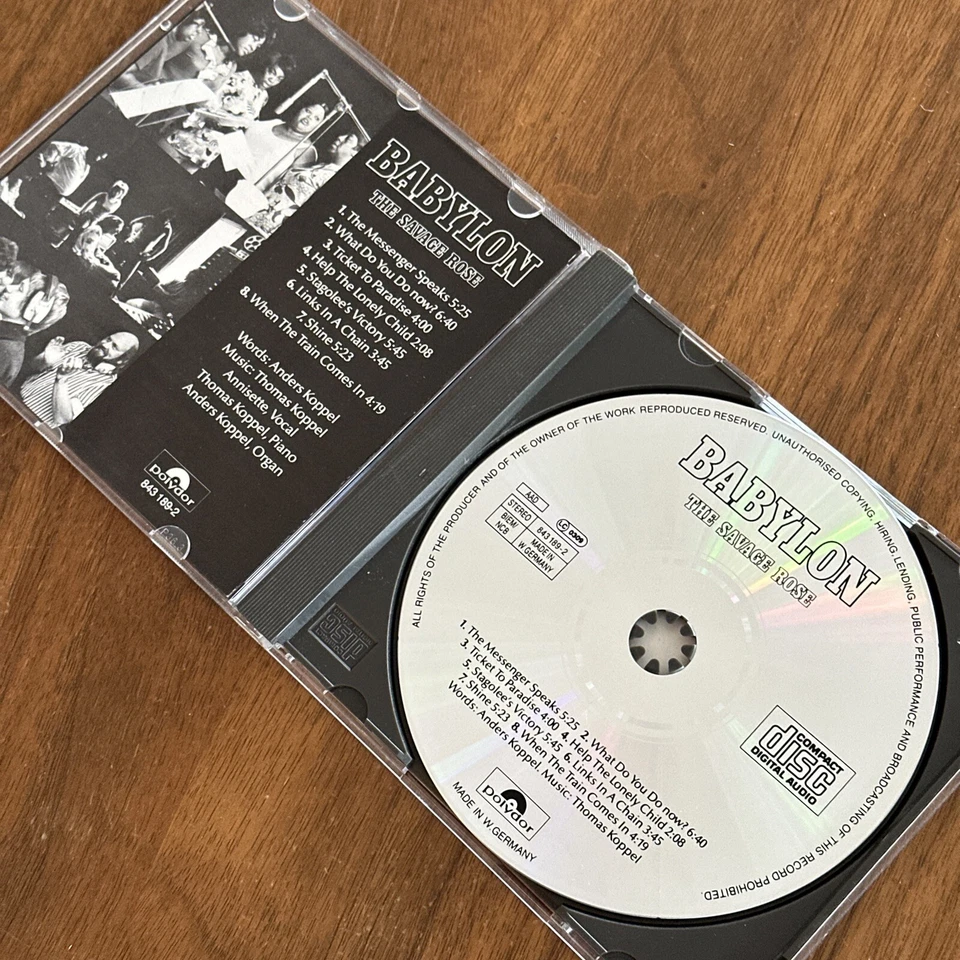 BABYLON
THE SAVAGE ROSE
1. The Messenger Speaks 5:25
2. What Do You Do now? 6:40
3. Ticket To Paradise 4:00
4. Help The Lonely Child 2:08
5. Stagolee's Victory 5:45
6. Links In A Chain 3:45
7. Shine 5:23
8. When The Train Comes In 4:19
Words: Anders Koppel
Music: Thomas Koppel
Annisette, Vocal
Thomas Koppel, Piano
Anders Koppel, Organ
polydor
843 189-2
ALL RIGHTS OF THE PRODUCER AND OF THE OWNER OF THE WORK REPRODUCED RESERVED. UNAUTHORISED COPYING, HIRING, LENDING, PUBLIC PERFORMANCE AND BROADCASTING OF THIS RECORD PROHIBITED.
BABYLON
THE SAVAGE ROSE
AAD
LC 0309
STEREO
843 189-2
BIEM/
NCB
MADE IN
W. GERMANY
1. The Messenger Speaks 5:25 2. What Do You Do now? 6:40
3. Ticket To Paradise 4:00 4. Help The Lonely Child 2:08
5. Stagolee's Victory 5:45 6. Links In A Chain 3:45
7. Shine 5:23 8. When The Train Comes In 4:19
Words: Anders Koppel. Music: Thomas Koppel
COMPACT
disc
DIGITAL AUDIO
polydor
MADE IN W. GERMANY